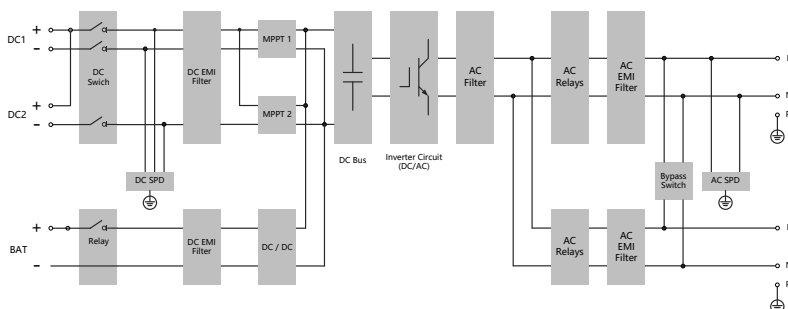 DC1
+
-
DC2
+
-
BAT
+
-
DC
Swich
DC EMI
Filter
MPPT 1
MPPT 2
DC SPD
Relay
DC EMI
Filter
DC / DC
DC Bus
Inverter Circuit
(DC/AC)
AC
Filter
AC
Relays
AC
EMI
Filter
Bypass
Switch
AC SPD
AC
Relays
AC
EMI
Filter